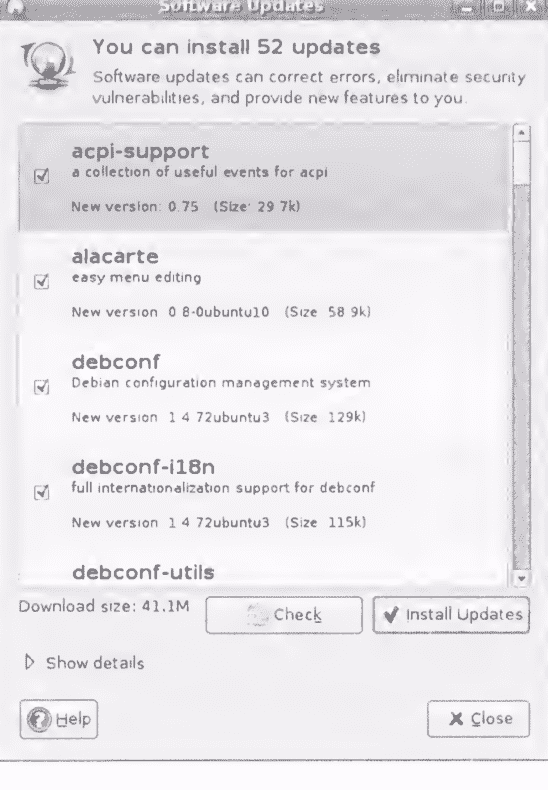 Software Updates
You can install 52 updates
Software updates can correct errors, eliminate security
vulnerabilities, and provide new features to you.
acpi-support
a collection of useful events for acpi
New version: 0.75 (Size: 29 7k)
alacarte
easy menu editing
New version 0 8-0ubuntu10 (Size 58 9k)
debconf
Debian configuration management system
New version 1 4 72ubuntu3 (Size 129k)
debconf-i18n
full internationalization support for debconf
New version 1 4 72ubuntu3 (Size 115k)
debconf-utils
Download size: 41.1M
Check
Install Updates
Show details
Help
Close